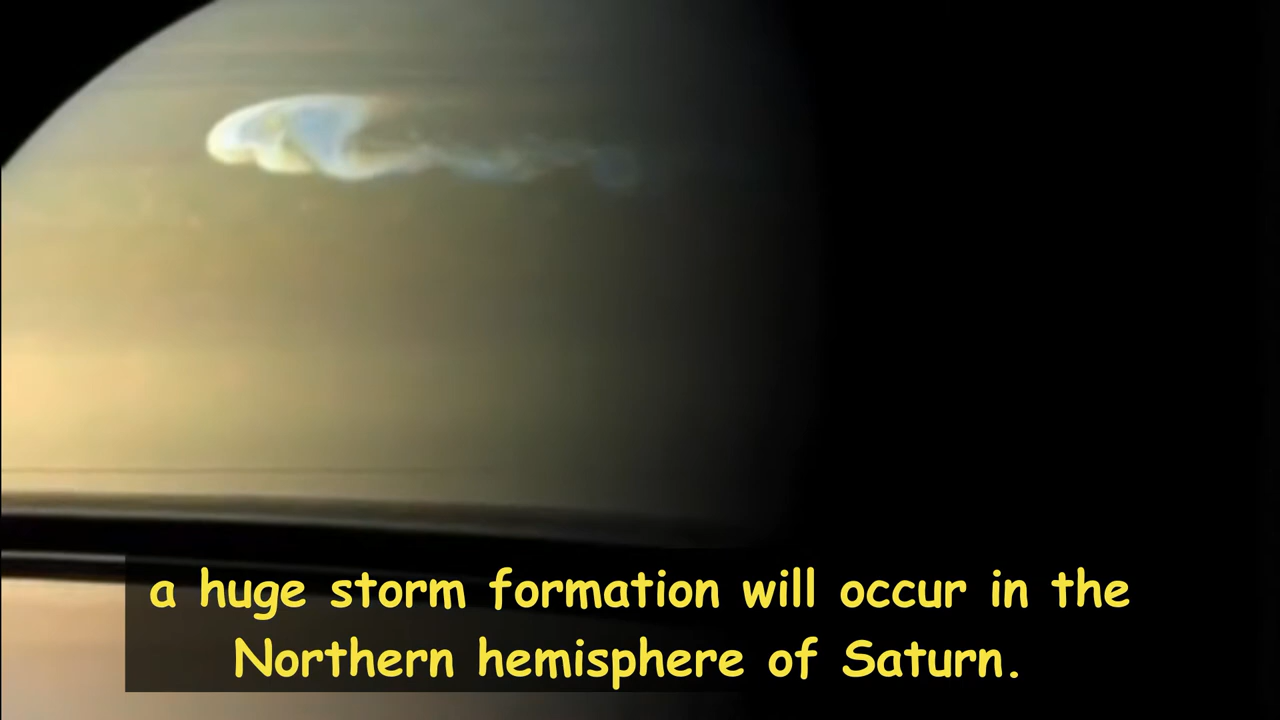 a huge storm formation will occur in the
Northern hemisphere of Saturn.